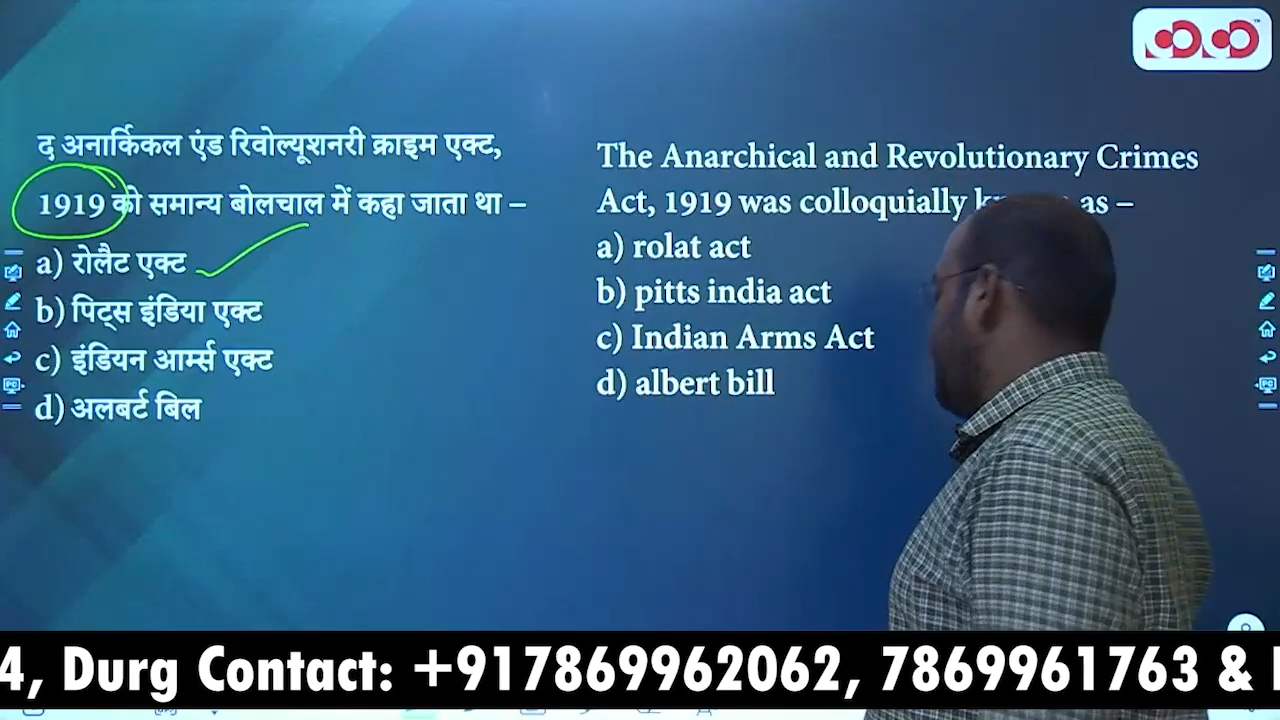 द अनार्किकल एंड रिवोल्यूशनरी क्राइम एक्ट,
1919 को समान्य बोलचाल में कहा जाता था –
a) रोलैट एक्ट
b) पिट्स इंडिया एक्ट
c) इंडियन आर्म्स एक्ट
d) अलबर्ट बिल
The Anarchical and Revolutionary Crimes
Act, 1919 was colloquially as –
a) rolat act
b) pitts india act
c) Indian Arms Act
d) albert bill
4, Durg Contact: +917869962062, 7869961763 &